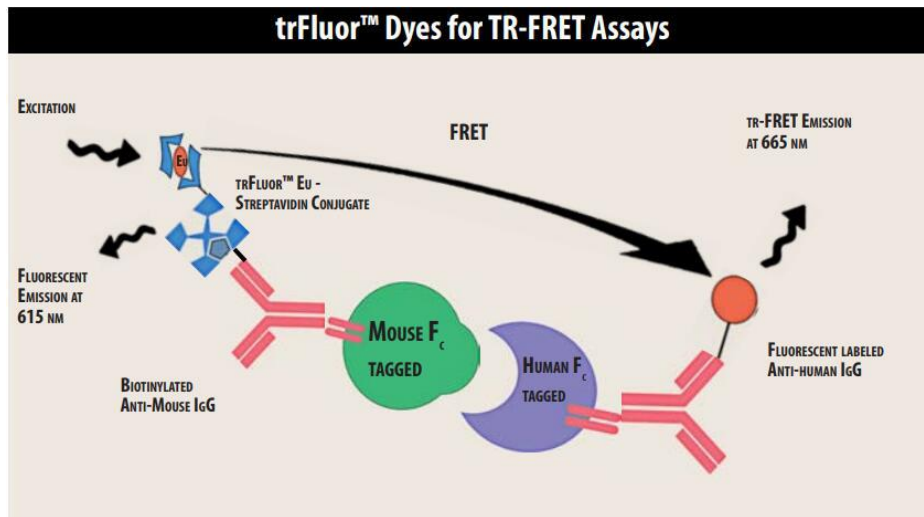 trFluor™ Dyes for TR-FRET Assays
EXCITATION
FRET
TR-FRET EMISSION
AT 665 NM
Eu
TRFLUOR™ EU -
STREPTAVIDIN CONJUGATE
FLUORESCENT
EMISSION AT
615 NM
MOUSE Fc
TAGGED
HUMAN Fc
TAGGED
FLUORESCENT LABELED
ANTI-HUMAN IGG
BIOTINYLATED
ANTI-MOUSE IGG